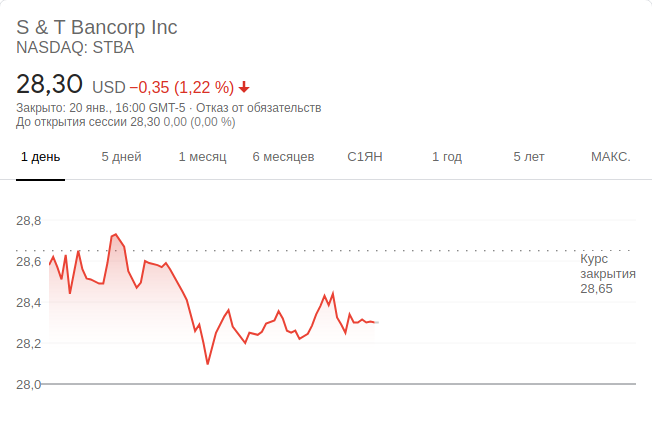 S & T Bancorp Inc
NASDAQ: STBA
28,30 USD −0,35 (1,22 %)
Закрыто: 20 янв., 16:00 GMT-5 · Отказ от обязательств
До открытия сессии 28,30 0,00 (0,00 %)
1 день 5 дней 1 месяц 6 месяцев С1ЯН 1 год 5 лет МАКС.
28,8
28,6
28,4
28,2
28,0
Курс
закрытия
28,65